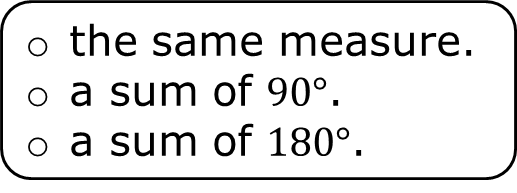 ○ the same measure.
○ a sum of 90°.
○ a sum of 180°.